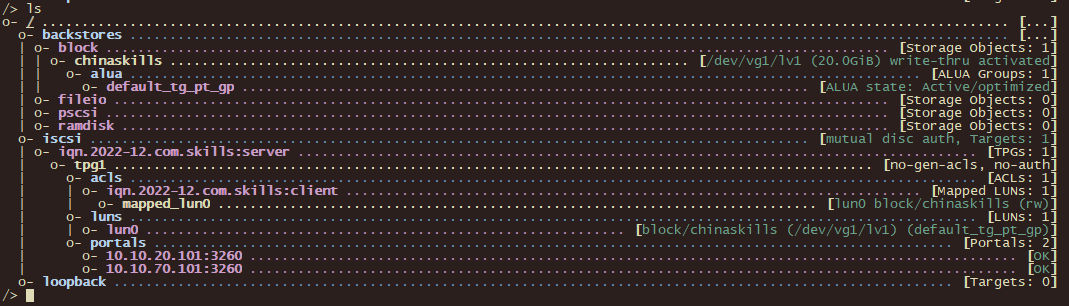 /> ls
o- / ..................................................................................................................... [...]
  o- backstores .......................................................................................................... [...]
  | o- block .............................................................................................. [Storage Objects: 1]
  | | o- chinaskills ................................................................ [/dev/vg1/lv1 (20.0GiB) write-thru activated]
  | |   o- alua ............................................................................................... [ALUA Groups: 1]
  | |     o- default_tg_pt_gp ................................................................... [ALUA state: Active/optimized]
  | o- fileio ............................................................................................. [Storage Objects: 0]
  | o- pscsi .............................................................................................. [Storage Objects: 0]
  | o- ramdisk ............................................................................................ [Storage Objects: 0]
  o- iscsi ........................................................................................ [mutual disc auth, Targets: 1]
  | o- iqn.2022-12.com.skills:server ................................................................................. [TPGs: 1]
  |   o- tpg1 .............................................................................................. [no-gen-acls, no-auth]
  |     o- acls ...................................................................................................... [ACLs: 1]
  |     | o- iqn.2022-12.com.skills:client .................................................................... [Mapped LUNs: 1]
  |     |   o- mapped_lun0 ........................................................................ [lun0 block/chinaskills (rw)]
  |     o- luns ...................................................................................................... [LUNs: 1]
  |     | o- lun0 ........................................................... [block/chinaskills (/dev/vg1/lv1) (default_tg_pt_gp)]
  |     o- portals ................................................................................................ [Portals: 2]
  |       o- 10.10.20.101:3260 ........................................................................................... [OK]
  |       o- 10.10.70.101:3260 ........................................................................................... [OK]
  o- loopback ..................................................................................................... [Targets: 0]
/>